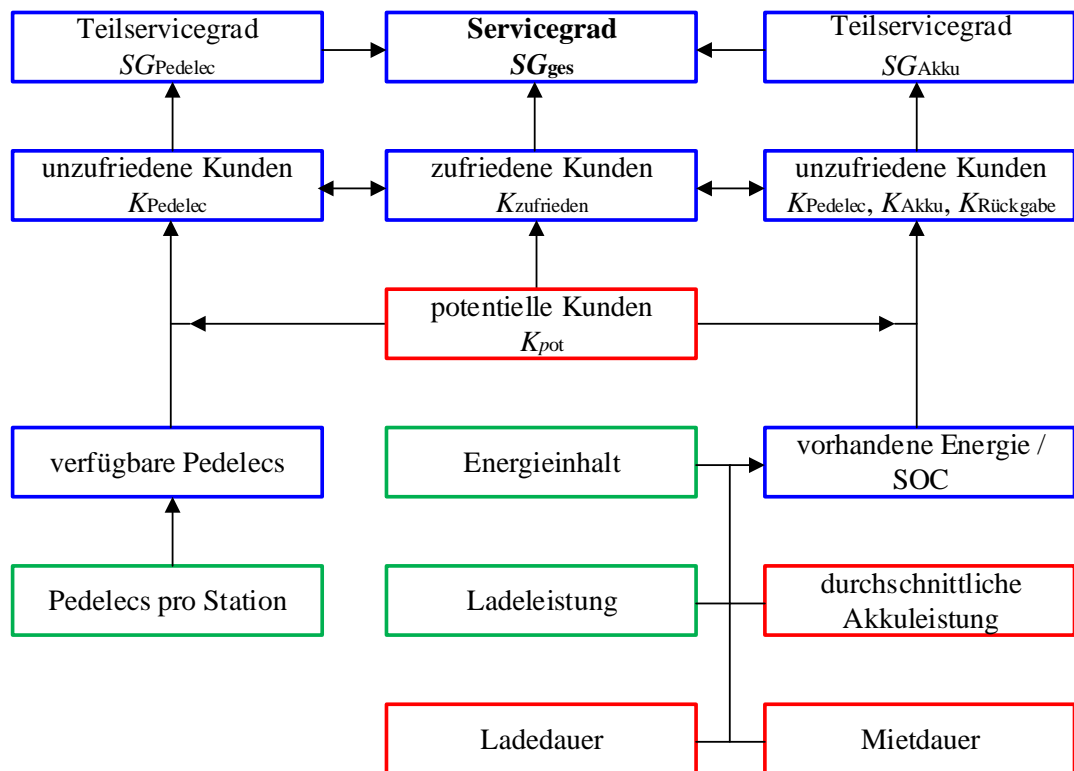 Teilservicegrad
SGPedelec
Servicegrad
SGges
Teilservicegrad
SGAkku
unzufriedene Kunden
KPedelec
zufriedene Kunden
Kzufrieden
unzufriedene Kunden
KPedelec, KAkku, KRückgabe
potentielle Kunden
Kpot
verfügbare Pedelecs
Energieinhalt
vorhandene Energie /
SOC
Pedelecs pro Station
Ladeleistung
durchschnittliche
Akkuleistung
Ladedauer
Mietdauer